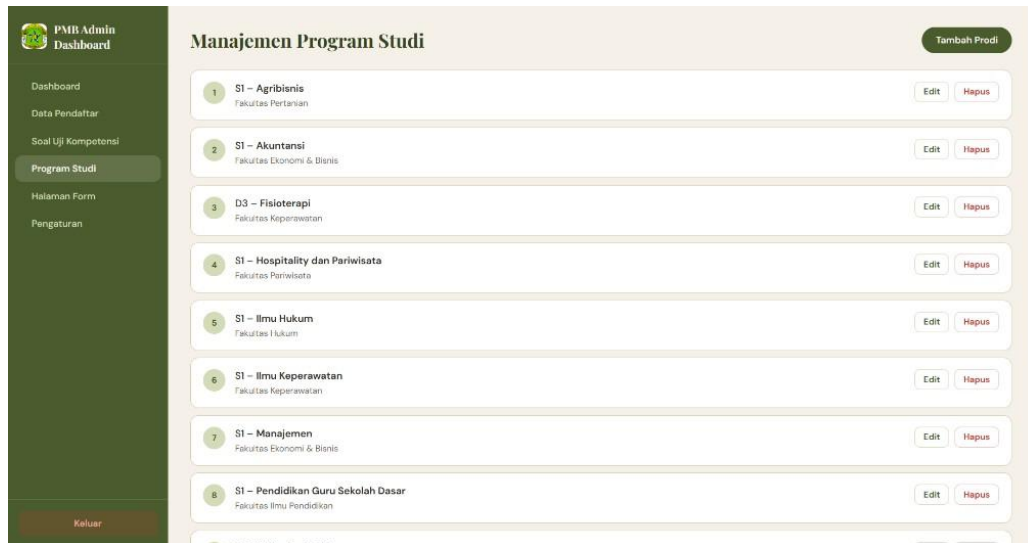 PMB Admin
Dashboard
Dashboard
Data Pendaftar
Soal Uji Kompetensi
Program Studi
Halaman Form
Pengaturan
Keluar
Manajemen Program Studi
Tambah Prodi
1
S1 – Agribisnis
Fakultas Pertanian
Edit
Hapus
2
S1 – Akuntansi
Fakultas Ekonomi & Bisnis
Edit
Hapus
3
D3 – Fisioterapi
Fakultas Keperawatan
Edit
Hapus
4
S1 – Hospitality dan Pariwisata
Fakultas Pariwisata
Edit
Hapus
5
S1 – Ilmu Hukum
Fakultas Hukum
Edit
Hapus
6
S1 – Ilmu Keperawatan
Fakultas Keperawatan
Edit
Hapus
7
S1 – Manajemen
Fakultas Ekonomi & Bisnis
Edit
Hapus
8
S1 – Pendidikan Guru Sekolah Dasar
Fakultas Ilmu Pendidikan
Edit
Hapus